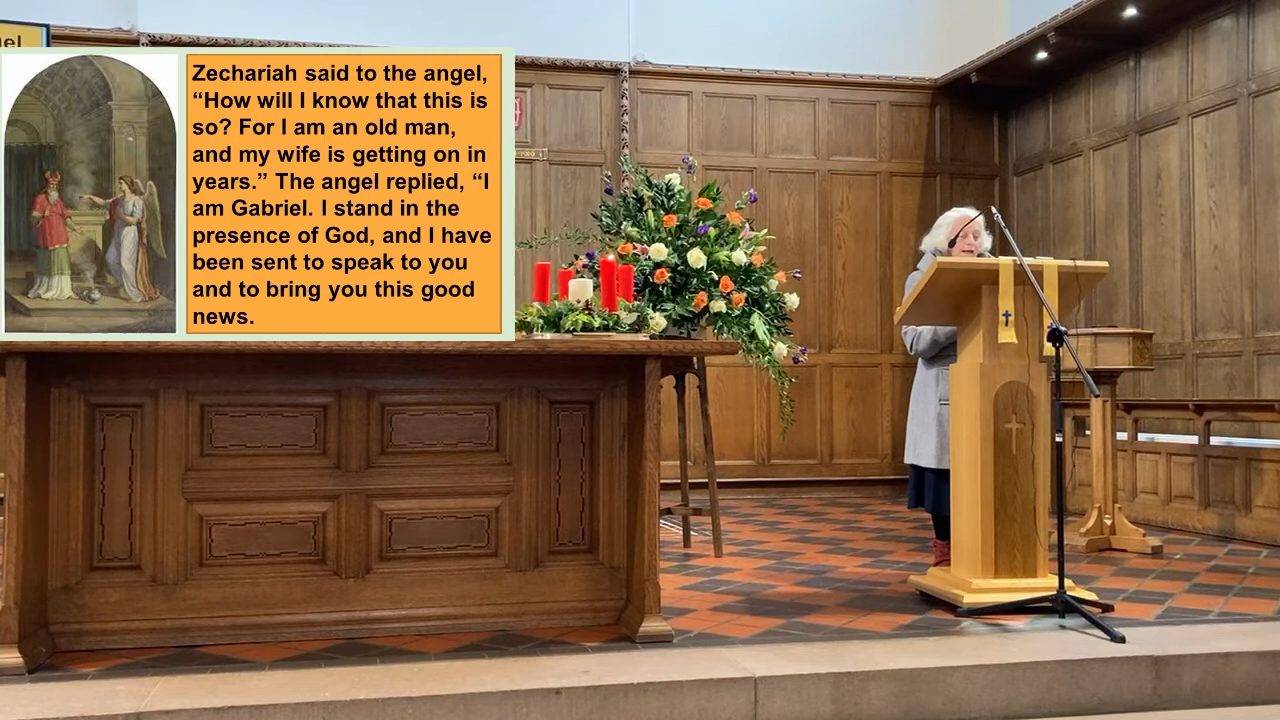 gel
Zechariah said to the angel,
“How will I know that this is
so? For I am an old man,
and my wife is getting on in
years.” The angel replied, “I
am Gabriel. I stand in the
presence of God, and I have
been sent to speak to you
and to bring you this good
news.